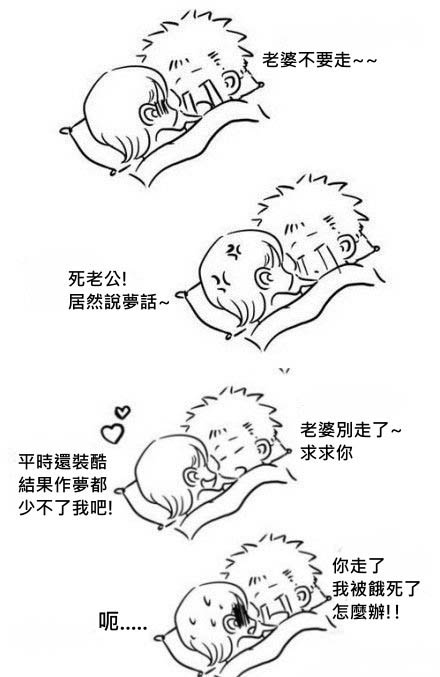 老婆不要走~~
死老公!
居然說夢話~
老婆別走了~
求求你
平時還裝酷
結果作夢都
少不了我吧!
你走了
我被餓死了
怎麼辦!!
呃.....